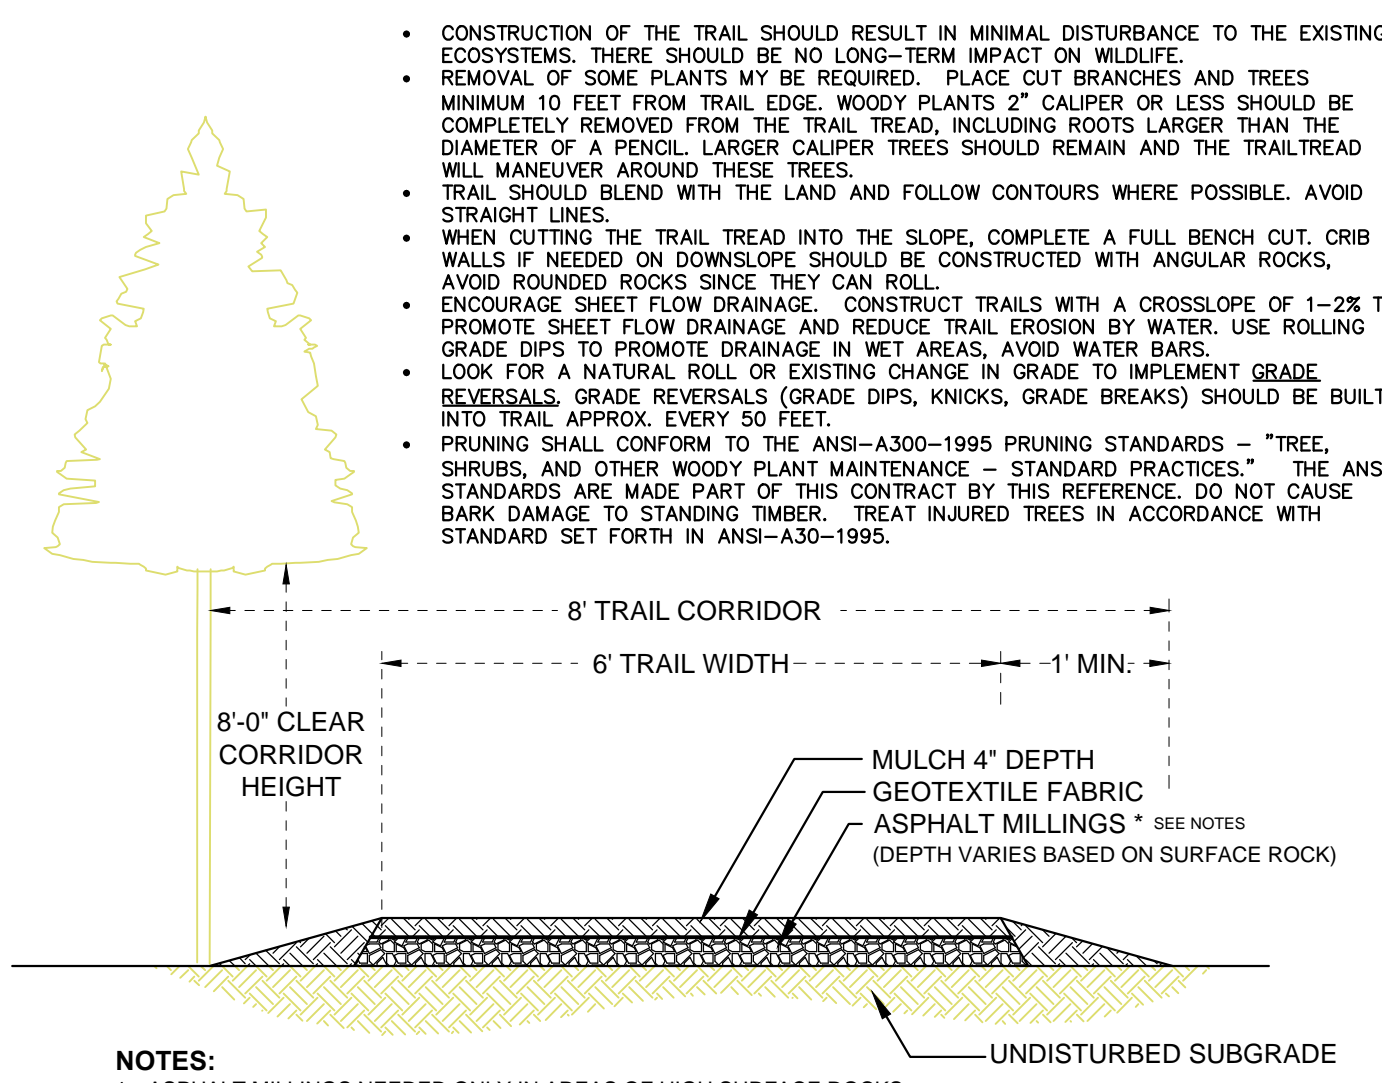 • CONSTRUCTION OF THE TRAIL SHOULD RESULT IN MINIMAL DISTURBANCE TO THE EXISTING
ECOSYSTEMS. THERE SHOULD BE NO LONG-TERM IMPACT ON WILDLIFE.
• REMOVAL OF SOME PLANTS MY BE REQUIRED. PLACE CUT BRANCHES AND TREES
MINIMUM 10 FEET FROM TRAIL EDGE. WOODY PLANTS 2" CALIPER OR LESS SHOULD BE
COMPLETELY REMOVED FROM THE TRAIL TREAD, INCLUDING ROOTS LARGER THAN THE
DIAMETER OF A PENCIL. LARGER CALIPER TREES SHOULD REMAIN AND THE TRAILTREAD
WILL MANEUVER AROUND THESE TREES.
• TRAIL SHOULD BLEND WITH THE LAND AND FOLLOW CONTOURS WHERE POSSIBLE. AVOID
STRAIGHT LINES.
• WHEN CUTTING THE TRAIL TREAD INTO THE SLOPE, COMPLETE A FULL BENCH CUT. CRIB
WALLS IF NEEDED ON DOWNSLOPE SHOULD BE CONSTRUCTED WITH ANGULAR ROCKS,
AVOID ROUNDED ROCKS SINCE THEY CAN ROLL.
• ENCOURAGE SHEET FLOW DRAINAGE. CONSTRUCT TRAILS WITH A CROSSLOPE OF 1-2% T
PROMOTE SHEET FLOW DRAINAGE AND REDUCE TRAIL EROSION BY WATER. USE ROLLING
GRADE DIPS TO PROMOTE DRAINAGE IN WET AREAS, AVOID WATER BARS.
• LOOK FOR A NATURAL ROLL OR EXISTING CHANGE IN GRADE TO IMPLEMENT GRADE
REVERSALS. GRADE REVERSALS (GRADE DIPS, KNICKS, GRADE BREAKS) SHOULD BE BUILT
INTO TRAIL APPROX. EVERY 50 FEET.
• PRUNING SHALL CONFORM TO THE ANSI-A300-1995 PRUNING STANDARDS - "TREE,
SHRUBS, AND OTHER WOODY PLANT MAINTENANCE - STANDARD PRACTICES." THE ANS
STANDARDS ARE MADE PART OF THIS CONTRACT BY THIS REFERENCE. DO NOT CAUSE
BARK DAMAGE TO STANDING TIMBER. TREAT INJURED TREES IN ACCORDANCE WITH
STANDARD SET FORTH IN ANSI-A30-1995.
8' TRAIL CORRIDOR
6' TRAIL WIDTH
1' MIN.
8'-0" CLEAR
CORRIDOR
HEIGHT
MULCH 4" DEPTH
GEOTEXTILE FABRIC
ASPHALT MILLINGS * SEE NOTES
(DEPTH VARIES BASED ON SURFACE ROCK)
UNDISTURBED SUBGRADE
NOTES:
* ASPHALT MILLINGS NEEDED ONLY IN AREAS OF HIGH SURFACE ROCKS